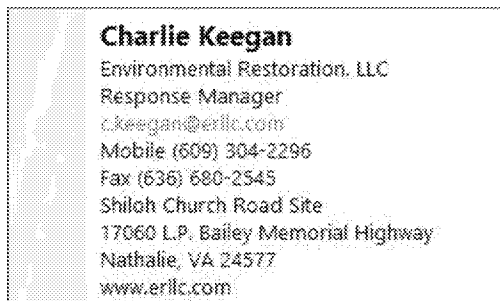 Charlie Keegan
Environmental Restoration. LLC
Response Manager
c.keegan@erllc.com
Mobile (609) 304-2296
Fax (636) 680-2545
Shiloh Church Road Site
17060 L.P. Bailey Memorial Highway
Nathalie, VA 24577
www.erllc.com